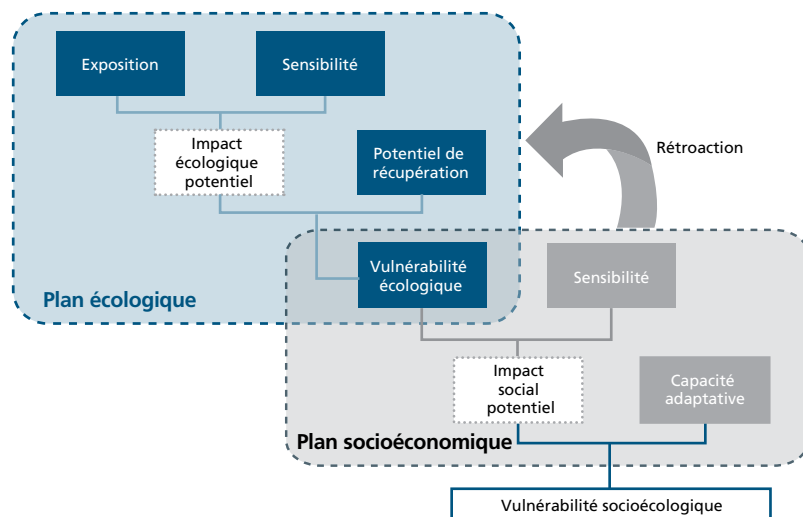 Exposition
Sensibilité
Impact
écologique
potentiel
Potentiel de
récupération
Rétroaction
Vulnérabilité
écologique
Sensibilité
Plan écologique
Impact
social
potentiel
Capacité
adaptative
Plan socioéconomique
Vulnérabilité socioécologique